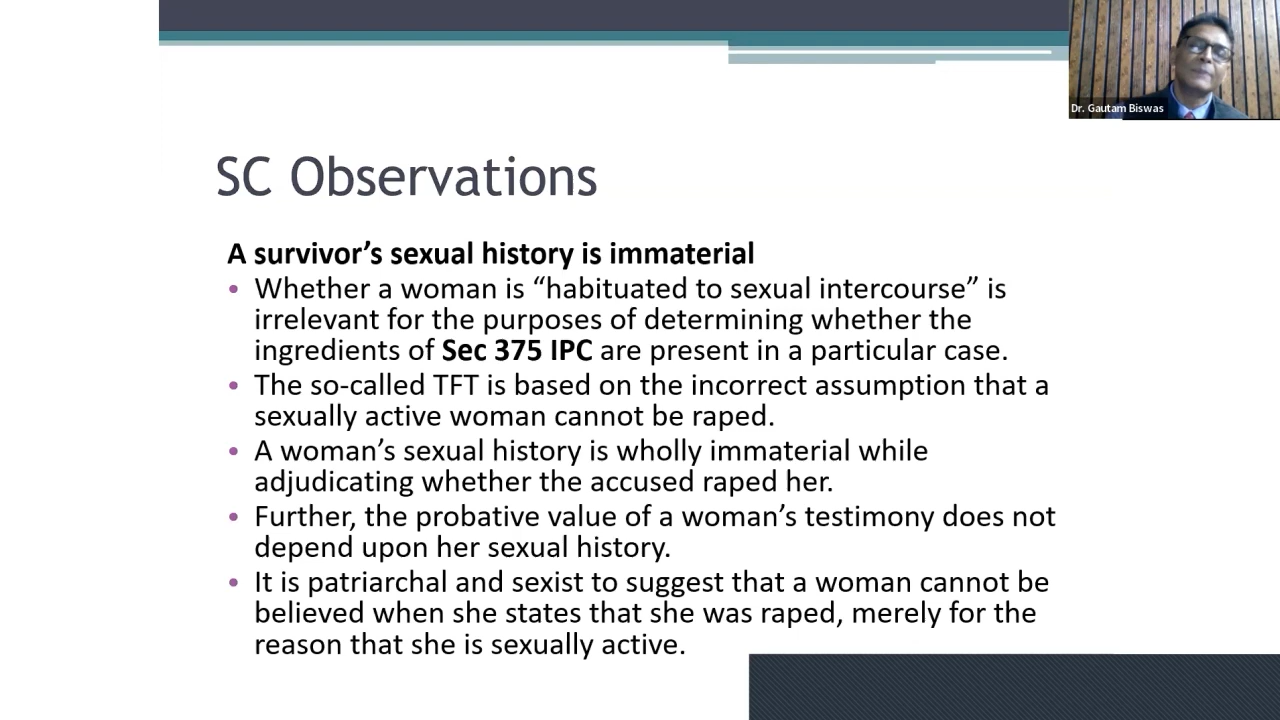 Dr. Gautam Biswas
SC Observations
A survivor’s sexual history is immaterial
• Whether a woman is “habituated to sexual intercourse” is
irrelevant for the purposes of determining whether the
ingredients of Sec 375 IPC are present in a particular case.
• The so-called TFT is based on the incorrect assumption that a
sexually active woman cannot be raped.
• A woman’s sexual history is wholly immaterial while
adjudicating whether the accused raped her.
• Further, the probative value of a woman’s testimony does not
depend upon her sexual history.
• It is patriarchal and sexist to suggest that a woman cannot be
believed when she states that she was raped, merely for the
reason that she is sexually active.